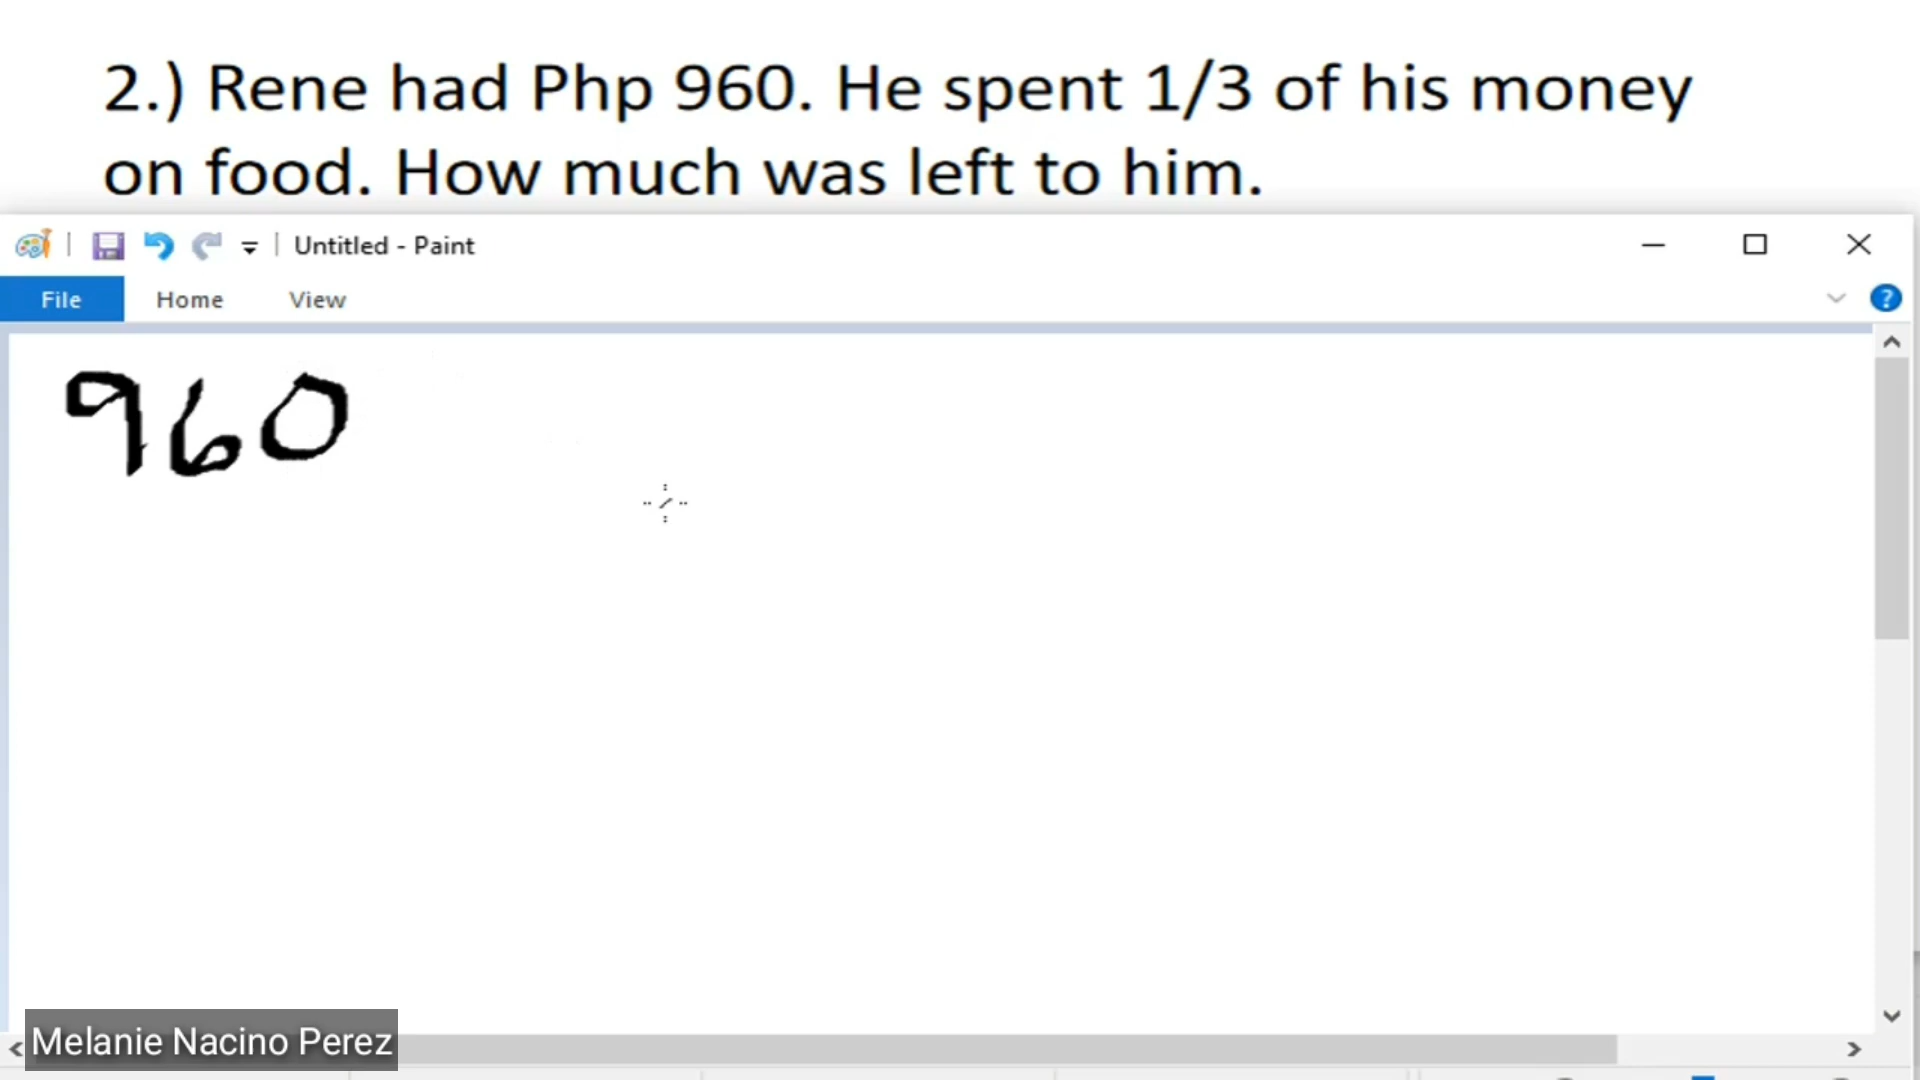 2.) Rene had Php 960. He spent 1/3 of his money
on food. How much was left to him.
Untitled - Paint
File Home View
960
Melanie Nacino Perez